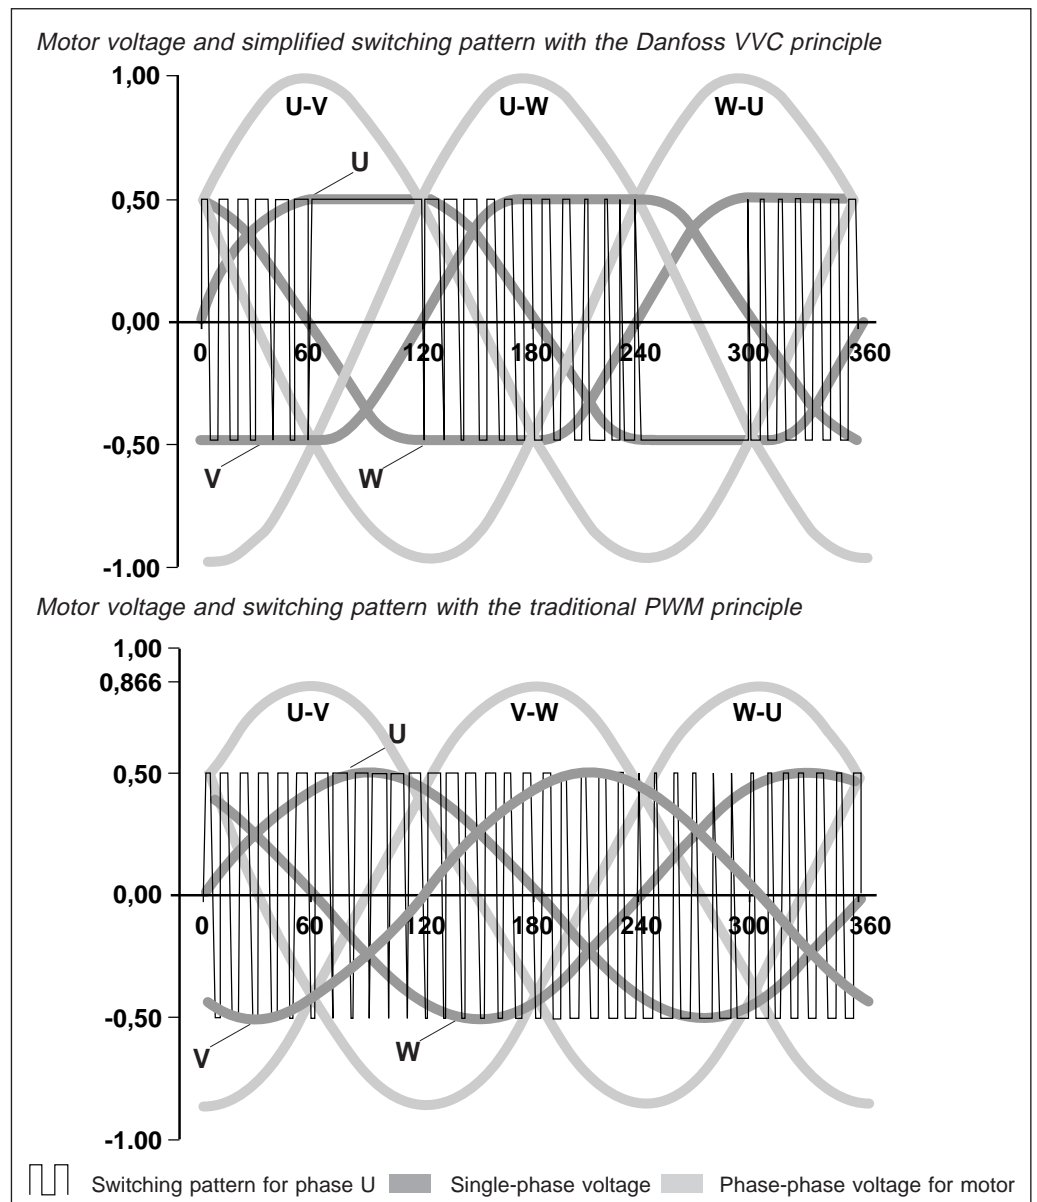 Motor voltage and simplified switching pattern with the Danfoss VVC principle
1,00
U-V
U-W
W-U
U
0,50
0,00
0
60
120
180
240
300
360
-0,50
V
W
-1.00
Motor voltage and switching pattern with the traditional PWM principle
1,00
0,866
U-V
V-W
W-U
U
0,50
0,00
0
60
120
180
240
300
360
-0,50
V
W
-1.00
Switching pattern for phase U
Single-phase voltage
Phase-phase voltage for motor